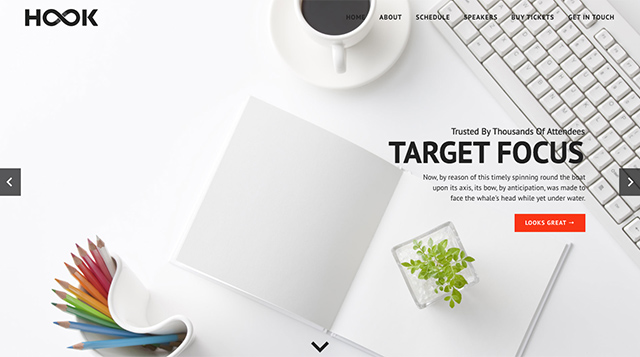 HOOK
HOME ABOUT SCHEDULE SPEAKERS BUY TICKETS GET IN TOUCH
Trusted By Thousands Of Attendees
TARGET FOCUS
Now, by reason of this timely spinning round the boat
upon its axis, its bow, by anticipation, was made to
face the whale's head while yet under water.
LOOKS GREAT →